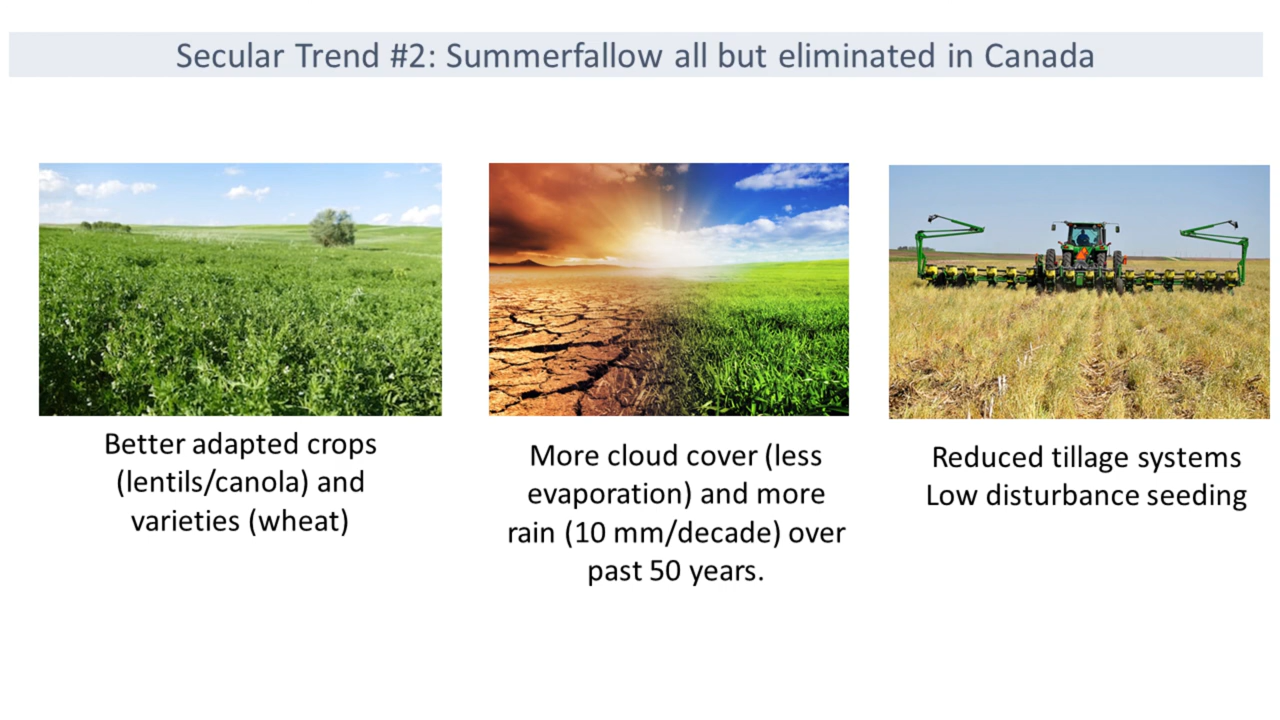 Secular Trend #2: Summerfallow all but eliminated in Canada
Better adapted crops
(lentils/canola) and
varieties (wheat)
More cloud cover (less
evaporation) and more
rain (10 mm/decade) over
past 50 years.
Reduced tillage systems
Low disturbance seeding